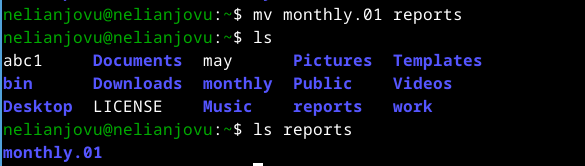 nelianjovu@nelianjovu:~$ mv monthly.01 reports
nelianjovu@nelianjovu:~$ ls
abc1 Documents may Pictures Templates
bin Downloads monthly Public Videos
Desktop LICENSE Music reports work
nelianjovu@nelianjovu:~$ ls reports
monthly.01